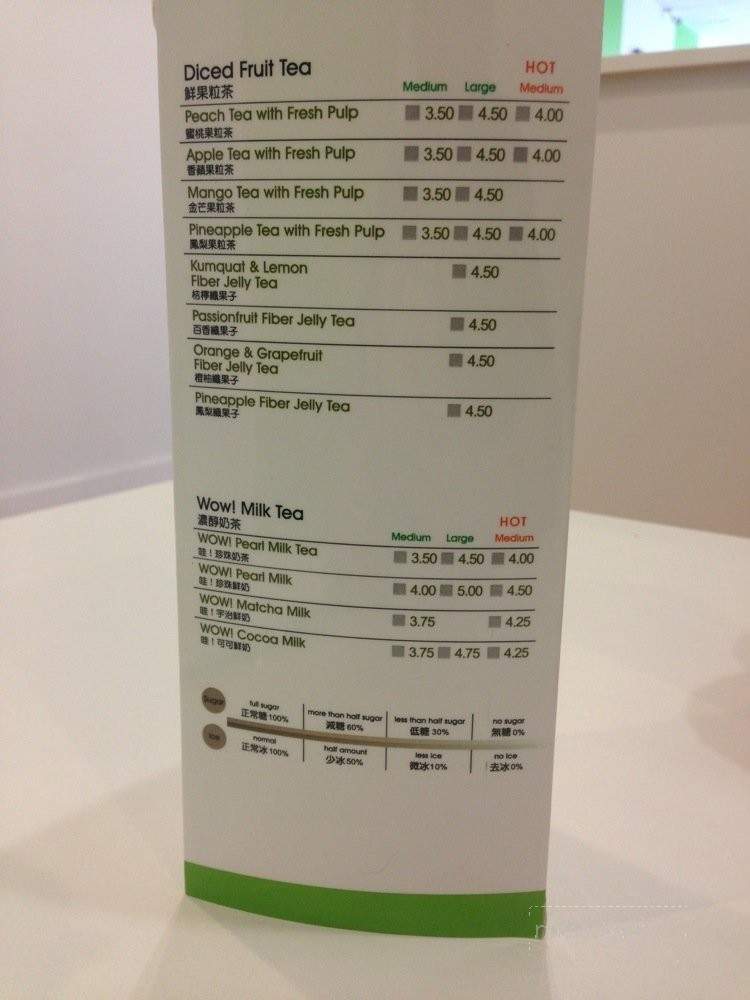 Diced Fruit Tea
鮮果粒茶
HOT
Medium Large Medium
Peach Tea with Fresh Pulp 3.50 4.50 4.00
蜜桃果粒茶
Apple Tea with Fresh Pulp 3.50 4.50 4.00
香蘋果粒茶
Mango Tea with Fresh Pulp 3.50 4.50
金芒果粒茶
Pineapple Tea with Fresh Pulp 3.50 4.50 4.00
鳳梨果粒茶
Kumquat & Lemon
Fiber Jelly Tea 4.50
桔檸纖果子
Passionfruit Fiber Jelly Tea 4.50
百香纖果子
Orange & Grapefruit
Fiber Jelly Tea 4.50
橙柚纖果子
Pineapple Fiber Jelly Tea 4.50
鳳梨纖果子
Wow! Milk Tea
濃醇奶茶
HOT
Medium Large Medium
WOW! Pearl Milk Tea 3.50 4.50 4.00
哇！珍珠奶茶
WOW! Pearl Milk 4.00 5.00 4.50
哇！珍珠鮮奶
WOW! Matcha Milk 3.75 4.25
哇！宇治鮮奶
WOW! Cocoa Milk 3.75 4.75 4.25
哇！可可鮮奶
Sugar
full sugar more than half sugar less than half sugar no sugar
正常糖100% 減糖60% 低糖30% 無糖0%
Ice
normal half amount less ice no ice
正常冰100% 少冰50% 微冰10% 去冰0%